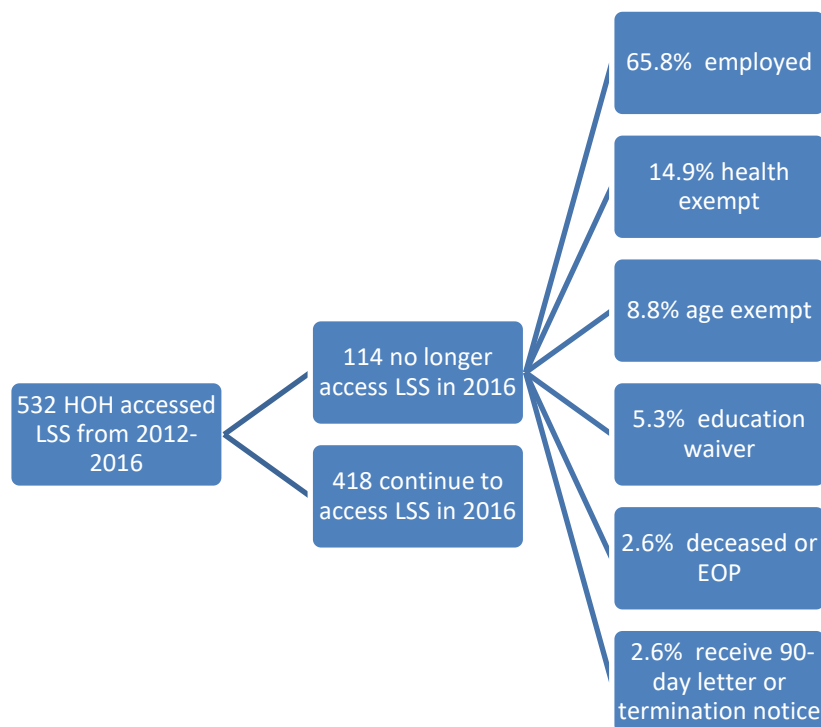 532 HOH accessed
LSS from 2012-
2016
114 no longer
access LSS in 2016
418 continue to
access LSS in 2016
65.8%  employed
14.9% health
exempt
8.8% age exempt
5.3% education
waiver
2.6%  deceased or
EOP
2.6%  receive 90-
day letter or
termination notice